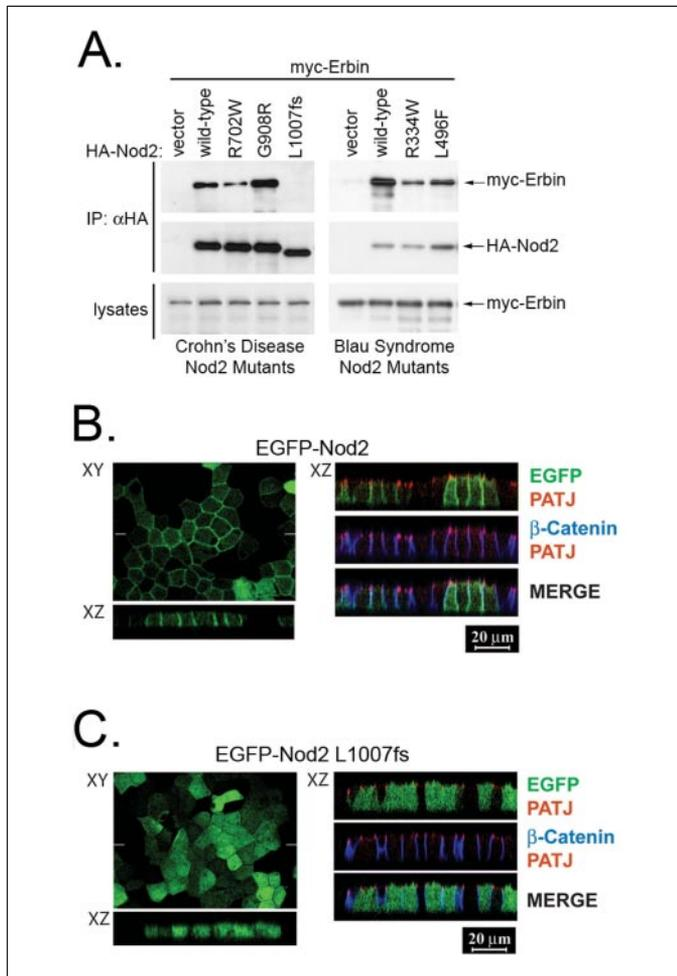 A.
myc-Erbin
HA-Nod2:
vector
wild-type
R702W
G908R
L1007fs
vector
wild-type
R334W
L496F
IP: αHA
myc-Erbin
HA-Nod2
lysates
myc-Erbin
Crohn's Disease
Nod2 Mutants
Blau Syndrome
Nod2 Mutants
B.
EGFP-Nod2
XY
XZ
XZ
EGFP
PATJ
β-Catenin
PATJ
MERGE
20 μm
C.
EGFP-Nod2 L1007fs
XY
XZ
XZ
EGFP
PATJ
β-Catenin
PATJ
MERGE
20 μm